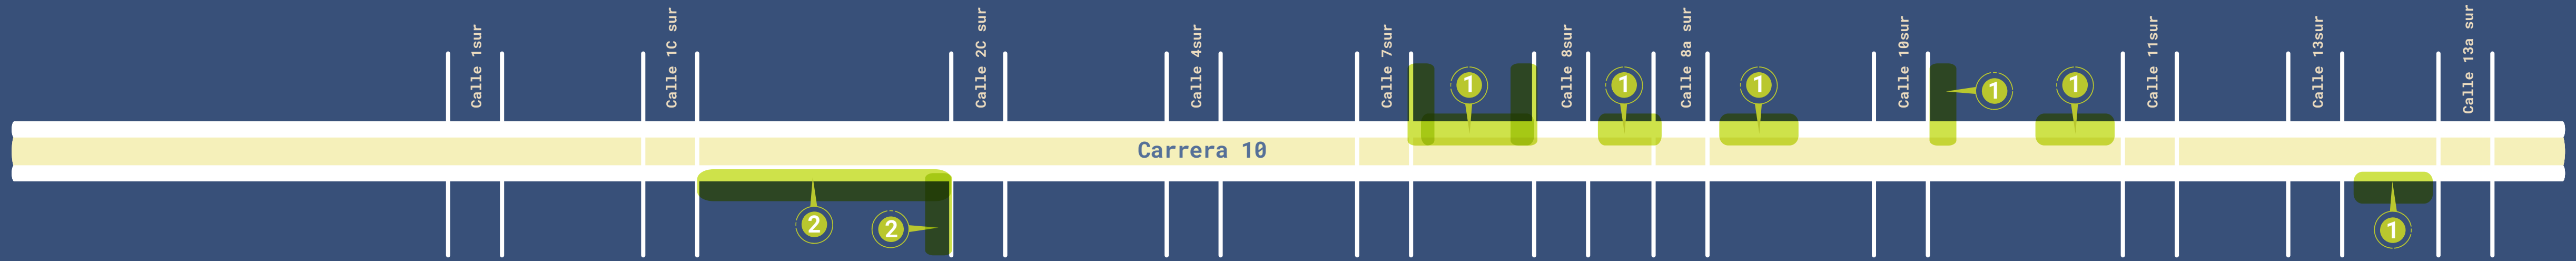 Calle 1sur
Calle 1C sur
Calle 2C sur
Calle 4sur
Calle 7sur
Calle 8sur
Calle 8a sur
Calle 10sur
Calle 11sur
Calle 13sur
Calle 13a sur
1
1
1
1
1
Carrera 10
2
2
1